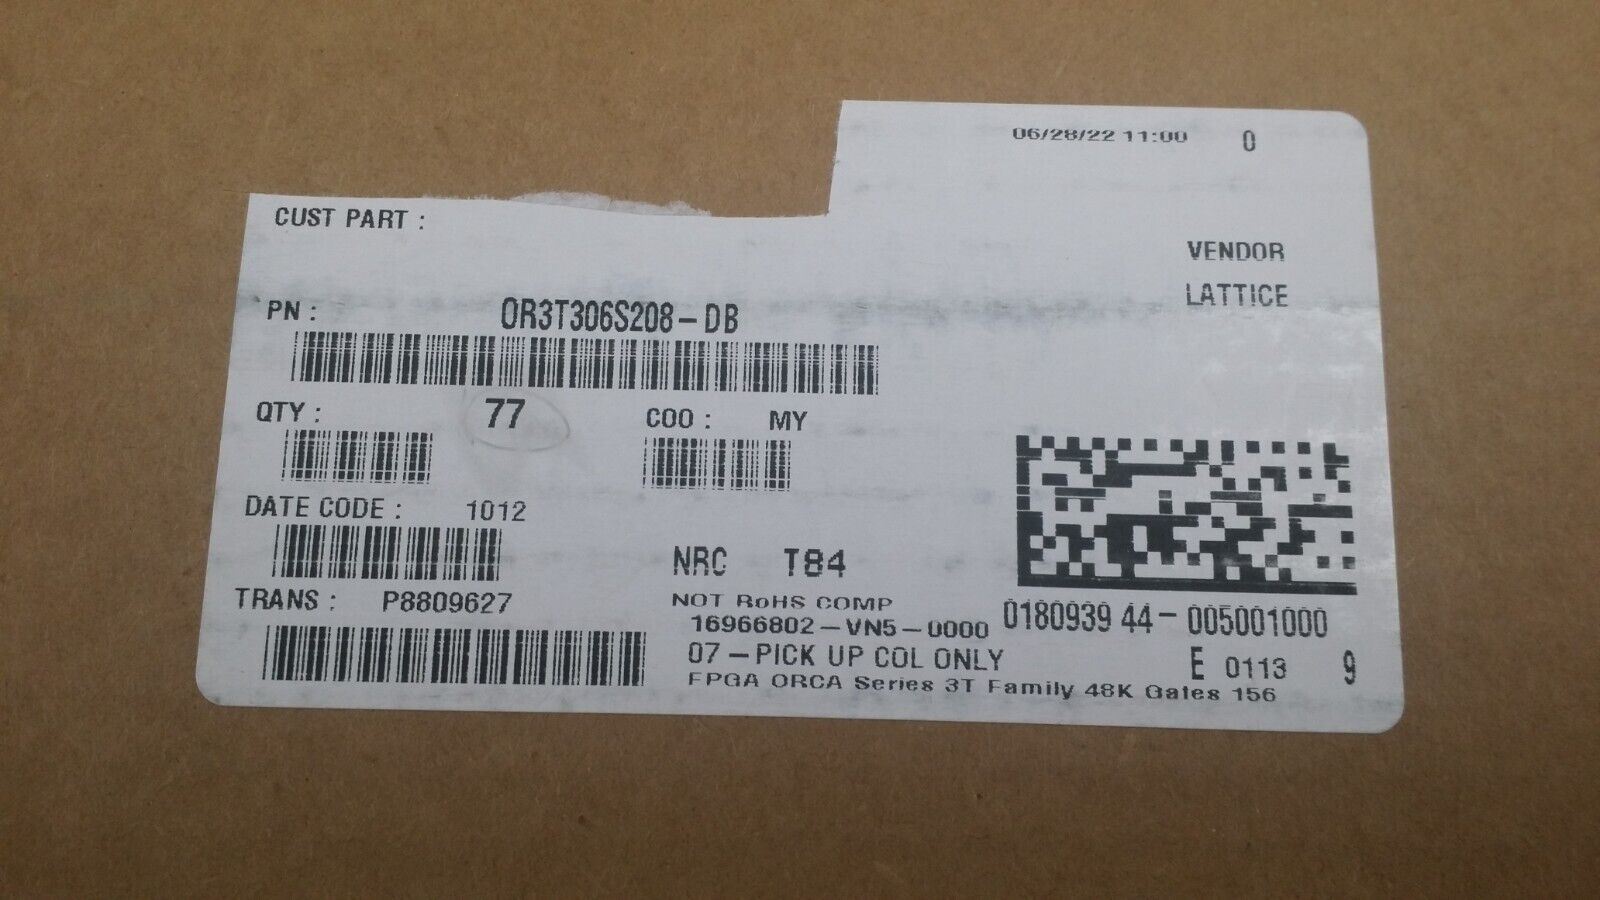 06/28/22 11:00 0
CUST PART :
VENDOR
LATTICE
PN : OR3T306S208-DB
QTY : 77 COO : MY
DATE CODE : 1012
NRC T84
TRANS : P8809627
NOT RoHS COMP
16966802-VN5-0000 0180939 44-005001000
07-PICK UP COL ONLY E 0113 9
FPGA ORCA Series 3T Family 48K Gates 156